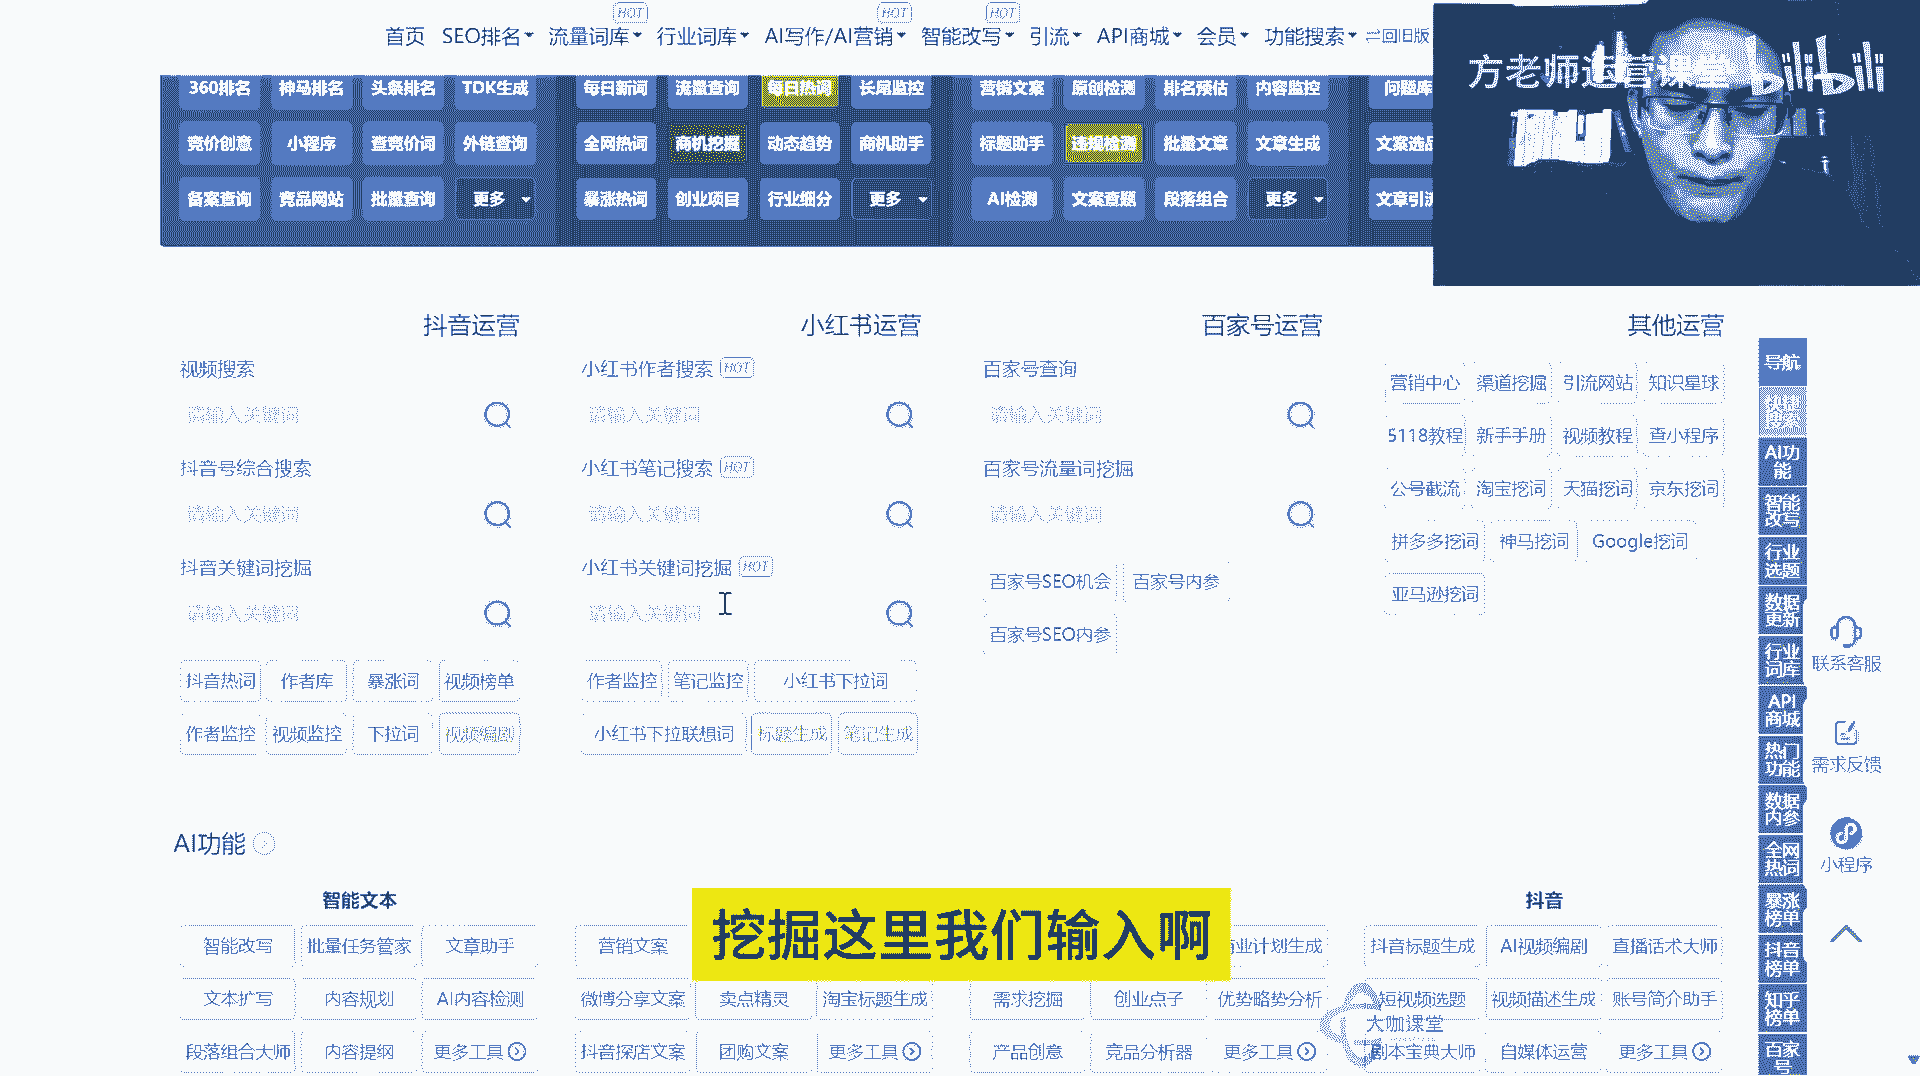 HOT HOT HOT
首页 SEO排名 流量词库 行业词库 AI写作/AI营销 智能改写 引流 API商城 会员 功能搜索 回旧版
方老师运营课堂 bilibili
360排名 神马排名 头条排名 TDK生成 每日新词 流量查询 每日热词 长尾监控 营销文案 原创检测 排名预估 内容监控 问题库
竞价创意 小程序 查竞价词 外链查询 全网热词 商机挖掘 动态趋势 商机助手 标题助手 违规检测 批量文章 文章生成 文案选品
备案查询 竞品网站 批量查询 更多 暴涨热词 创业项目 行业细分 更多 AI检测 文案查题 段落组合 更多 文章引流
抖音运营 小红书运营 百家号运营 其他运营
视频搜索 小红书作者搜索 HOT 百家号查询
请输入关键词 请输入关键词 请输入关键词
营销中心 渠道挖掘 引流网站 知识星球
抖音号综合搜索 小红书笔记搜索 HOT 百家号流量词挖掘
5118教程 新手手册 视频教程 查小程序
请输入关键词 请输入关键词 请输入关键词
公号截流 淘宝挖词 天猫挖词 京东挖词
抖音关键词挖掘 小红书关键词挖掘 HOT
拼多多挖词 神马挖词 Google挖词
请输入关键词 请输入关键词
百家号SEO机会 百家号内参
亚马逊挖词
百家号SEO内参
抖音热词 作者库 暴涨词 视频榜单 作者监控 笔记监控 小红书下拉词
作者监控 视频监控 下拉词 视频编剧 小红书下拉联想词 标题生成 笔记生成
导航
快捷搜索
AI功能
智能改写
行业选题
数据更新
行业词库
API商城
热门功能
数据内参
全网热词
暴涨榜单
抖音榜单
知乎榜单
百家号
联系客服
需求反馈
小程序
AI功能
智能文本 抖音
智能改写 批量任务管家 文章助手 营销文案 业计划生成 抖音标题生成 AI视频编剧 直播话术大师
挖掘这里我们输入啊
文本扩写 内容规划 AI内容检测 微博分享文案 卖点精灵 淘宝标题生成 需求挖掘 创业点子 优势略势分析 短视频选题 视频描述生成 账号简介助手
大咖课堂
段落组合大师 内容提纲 更多工具 抖音探店文案 团购文案 更多工具 产品创意 竞品分析器 更多工具 剧本宝典大师 自媒体运营 更多工具